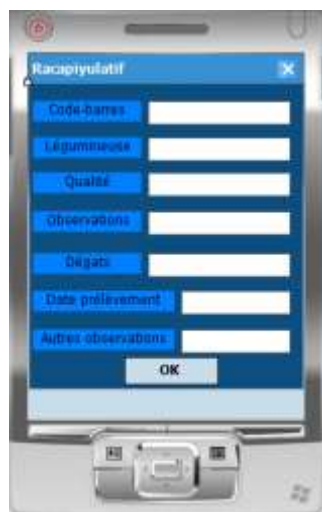 Racapiyulatif
Code-barres
Légumineuse
Qualité
Observations
Dégats
Date prélèvement
Autres observations
OK